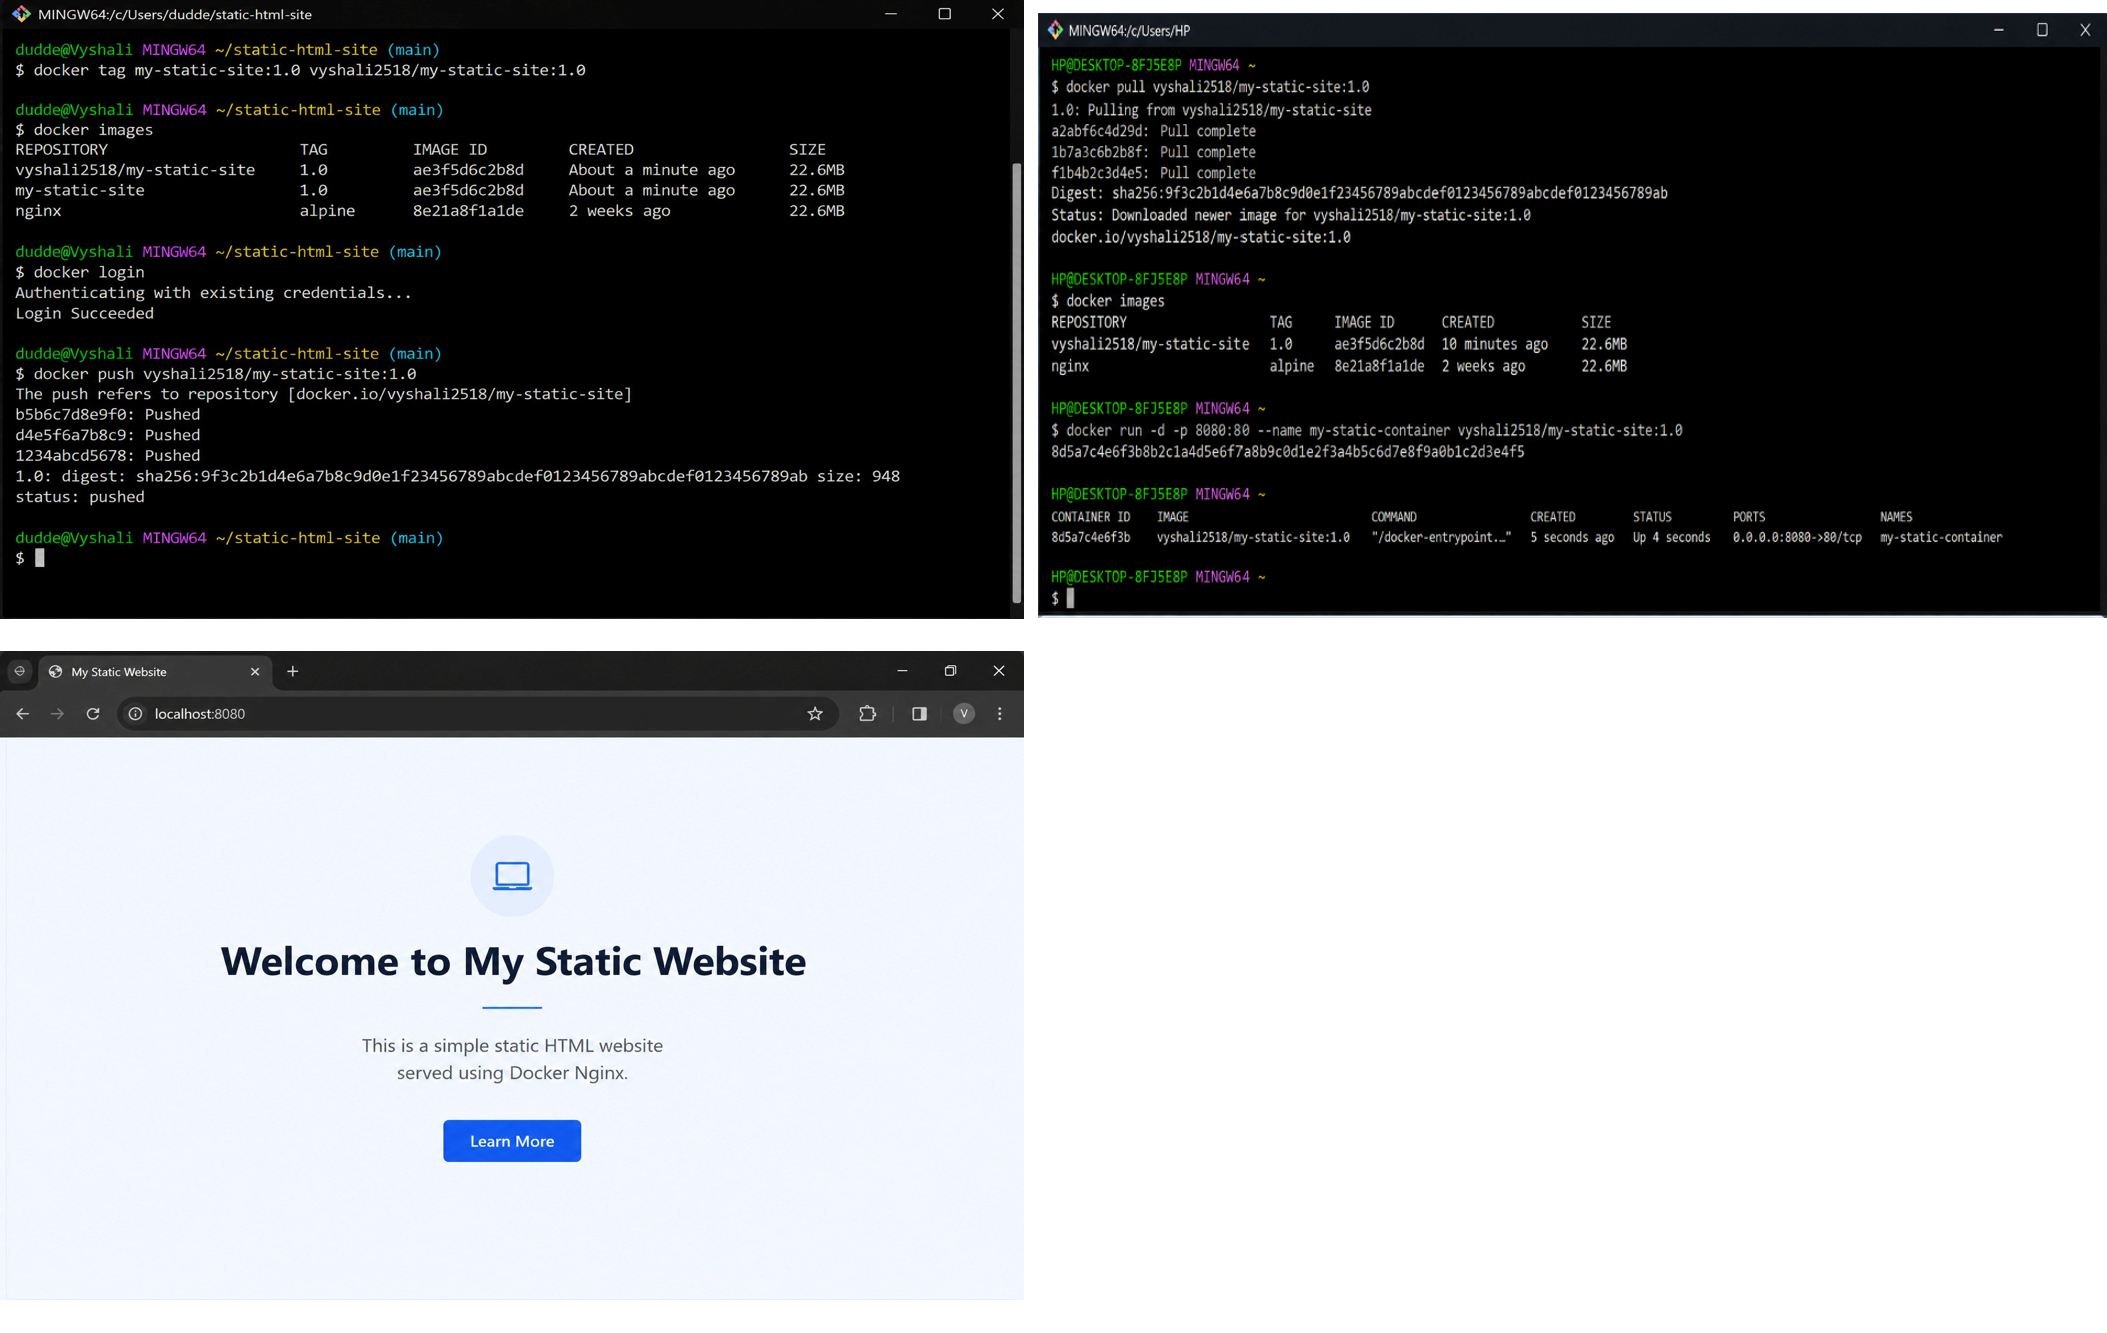 MINGW64:/c/Users/dudde/static-html-site
dudde@Vyshali MINGW64 ~/static-html-site (main)
$ docker tag my-static-site:1.0 vyshali2518/my-static-site:1.0
dudde@Vyshali MINGW64 ~/static-html-site (main)
$ docker images
REPOSITORY TAG IMAGE ID CREATED SIZE
vyshali2518/my-static-site 1.0 ae3f5d6c2b8d About a minute ago 22.6MB
my-static-site 1.0 ae3f5d6c2b8d About a minute ago 22.6MB
nginx alpine 8e21a8f1a1de 2 weeks ago 22.6MB
dudde@Vyshali MINGW64 ~/static-html-site (main)
$ docker login
Authenticating with existing credentials...
Login Succeeded
dudde@Vyshali MINGW64 ~/static-html-site (main)
$ docker push vyshali2518/my-static-site:1.0
The push refers to repository [docker.io/vyshali2518/my-static-site]
b5b6c7d8e9f0: Pushed
d4e5f6a7b8c9: Pushed
1234abcd5678: Pushed
1.0: digest: sha256:9f3c2b1d4e6a7b8c9d0e1f23456789abcdef0123456789abcdef0123456789ab size: 948
status: pushed
dudde@Vyshali MINGW64 ~/static-html-site (main)
$
MINGW64:/c/Users/HP
HP@DESKTOP-8FJ5E8P MINGW64 ~
$ docker pull vyshali2518/my-static-site:1.0
1.0: Pulling from vyshali2518/my-static-site
a2abf6c4d29d: Pull complete
1b7a3c6b2b8f: Pull complete
f1b4b2c3d4e5: Pull complete
Digest: sha256:9f3c2b1d4e6a7b8c9d0e1f23456789abcdef0123456789abcdef0123456789ab
Status: Downloaded newer image for vyshali2518/my-static-site:1.0
docker.io/vyshali2518/my-static-site:1.0
HP@DESKTOP-8FJ5E8P MINGW64 ~
$ docker images
REPOSITORY TAG IMAGE ID CREATED SIZE
vyshali2518/my-static-site 1.0 ae3f5d6c2b8d 10 minutes ago 22.6MB
nginx alpine 8e21a8f1a1de 2 weeks ago 22.6MB
HP@DESKTOP-8FJ5E8P MINGW64 ~
$ docker run -d -p 8080:80 --name my-static-container vyshali2518/my-static-site:1.0
8d5a7c4e6f3b8b2c1a4d5e6f7a8b9c0d1e2f3a4b5c6d7e8f9a0b1c2d3e4f5
HP@DESKTOP-8FJ5E8P MINGW64 ~
CONTAINER ID IMAGE COMMAND CREATED STATUS PORTS NAMES
8d5a7c4e6f3b vyshali2518/my-static-site:1.0 "/docker-entrypoint.…" 5 seconds ago Up 4 seconds 0.0.0.0:8080->80/tcp my-static-container
HP@DESKTOP-8FJ5E8P MINGW64 ~
$
My Static Website
localhost:8080
V
Welcome to My Static Website
This is a simple static HTML website
served using Docker Nginx.
Learn More